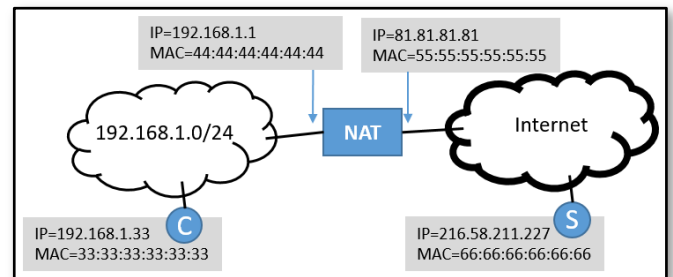 IP=192.168.1.1
MAC=44:44:44:44:44:44
IP=81.81.81.81
MAC=55:55:55:55:55:55
192.168.1.0/24
NAT
Internet
C
S
IP=192.168.1.33
MAC=33:33:33:33:33:33
IP=216.58.211.227
MAC=66:66:66:66:66:66